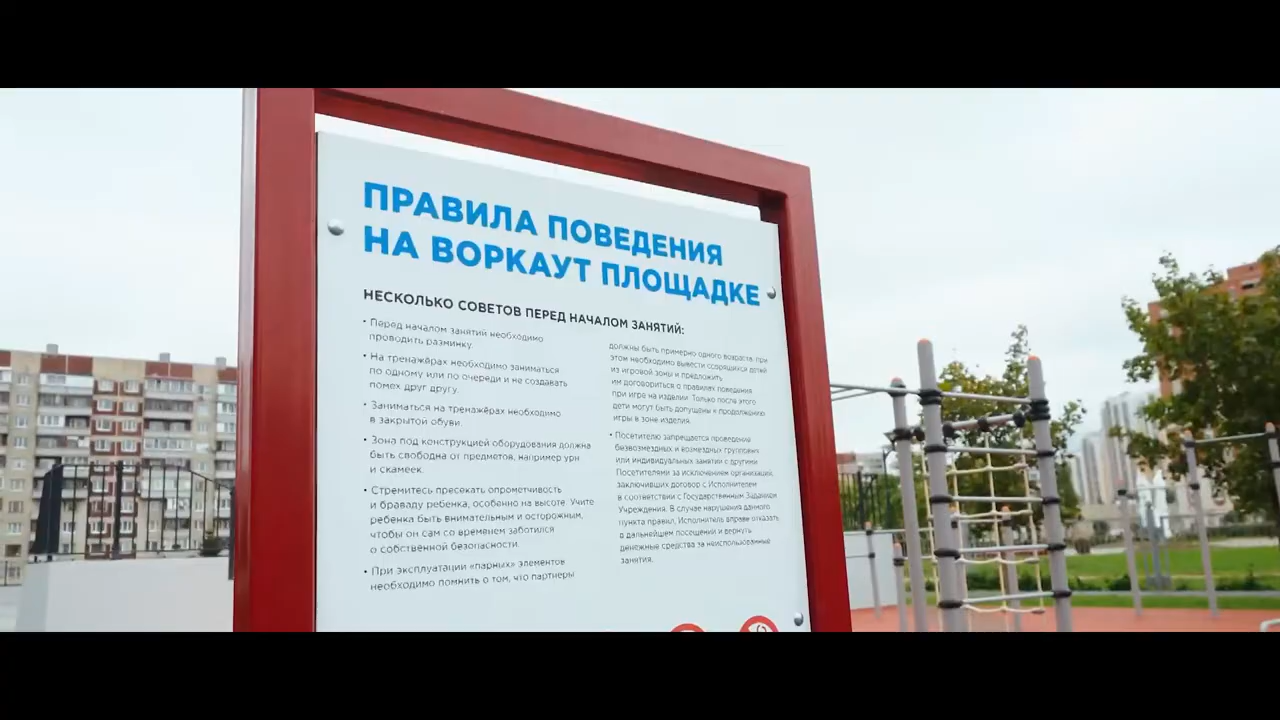 ПРАВИЛА ПОВЕДЕНИЯ
НА ВОРКАУТ ПЛОЩАДКЕ
НЕСКОЛЬКО СОВЕТОВ ПЕРЕД НАЧАЛОМ ЗАНЯТИЙ:
• Перед началом занятий необходимо
проводить разминку.
• На тренажёрах необходимо заниматься
по одному или по очереди и не создавать
помех друг другу.
• Заниматься на тренажёрах необходимо
в закрытой обуви.
• Зона под конструкцией оборудования должна
быть свободна от предметов, например урн
и скамеек.
• Стремитесь пресекать опрометчивость
и браваду ребенка, особенно на высоте. Учите
ребенка быть внимательным и осторожным,
чтобы он сам со временем заботился
о собственной безопасности.
• При эксплуатации «парных» элементов
необходимо помнить о том, что партнеры
должны быть примерно одного возраста, при
этом необходимо вывести ссорящихся детей
из игровой зоны и предложить
им договориться о правилах поведения
при игре на изделии. Только после этого
дети могут быть допущены к продолжению
игры в зоне изделия.
• Посетителю запрещается проведение
безвозмездных и возмездных групповых
или индивидуальных занятий с другими
Посетителями за исключением организаций,
заключивших договор с Исполнителем
в соответствии с Государственным Заданием
Учреждения. В случае нарушения данного
пункта правил, Исполнитель вправе отказать
в дальнейшем посещении и вернуть
денежные средства за неиспользованные
занятия.